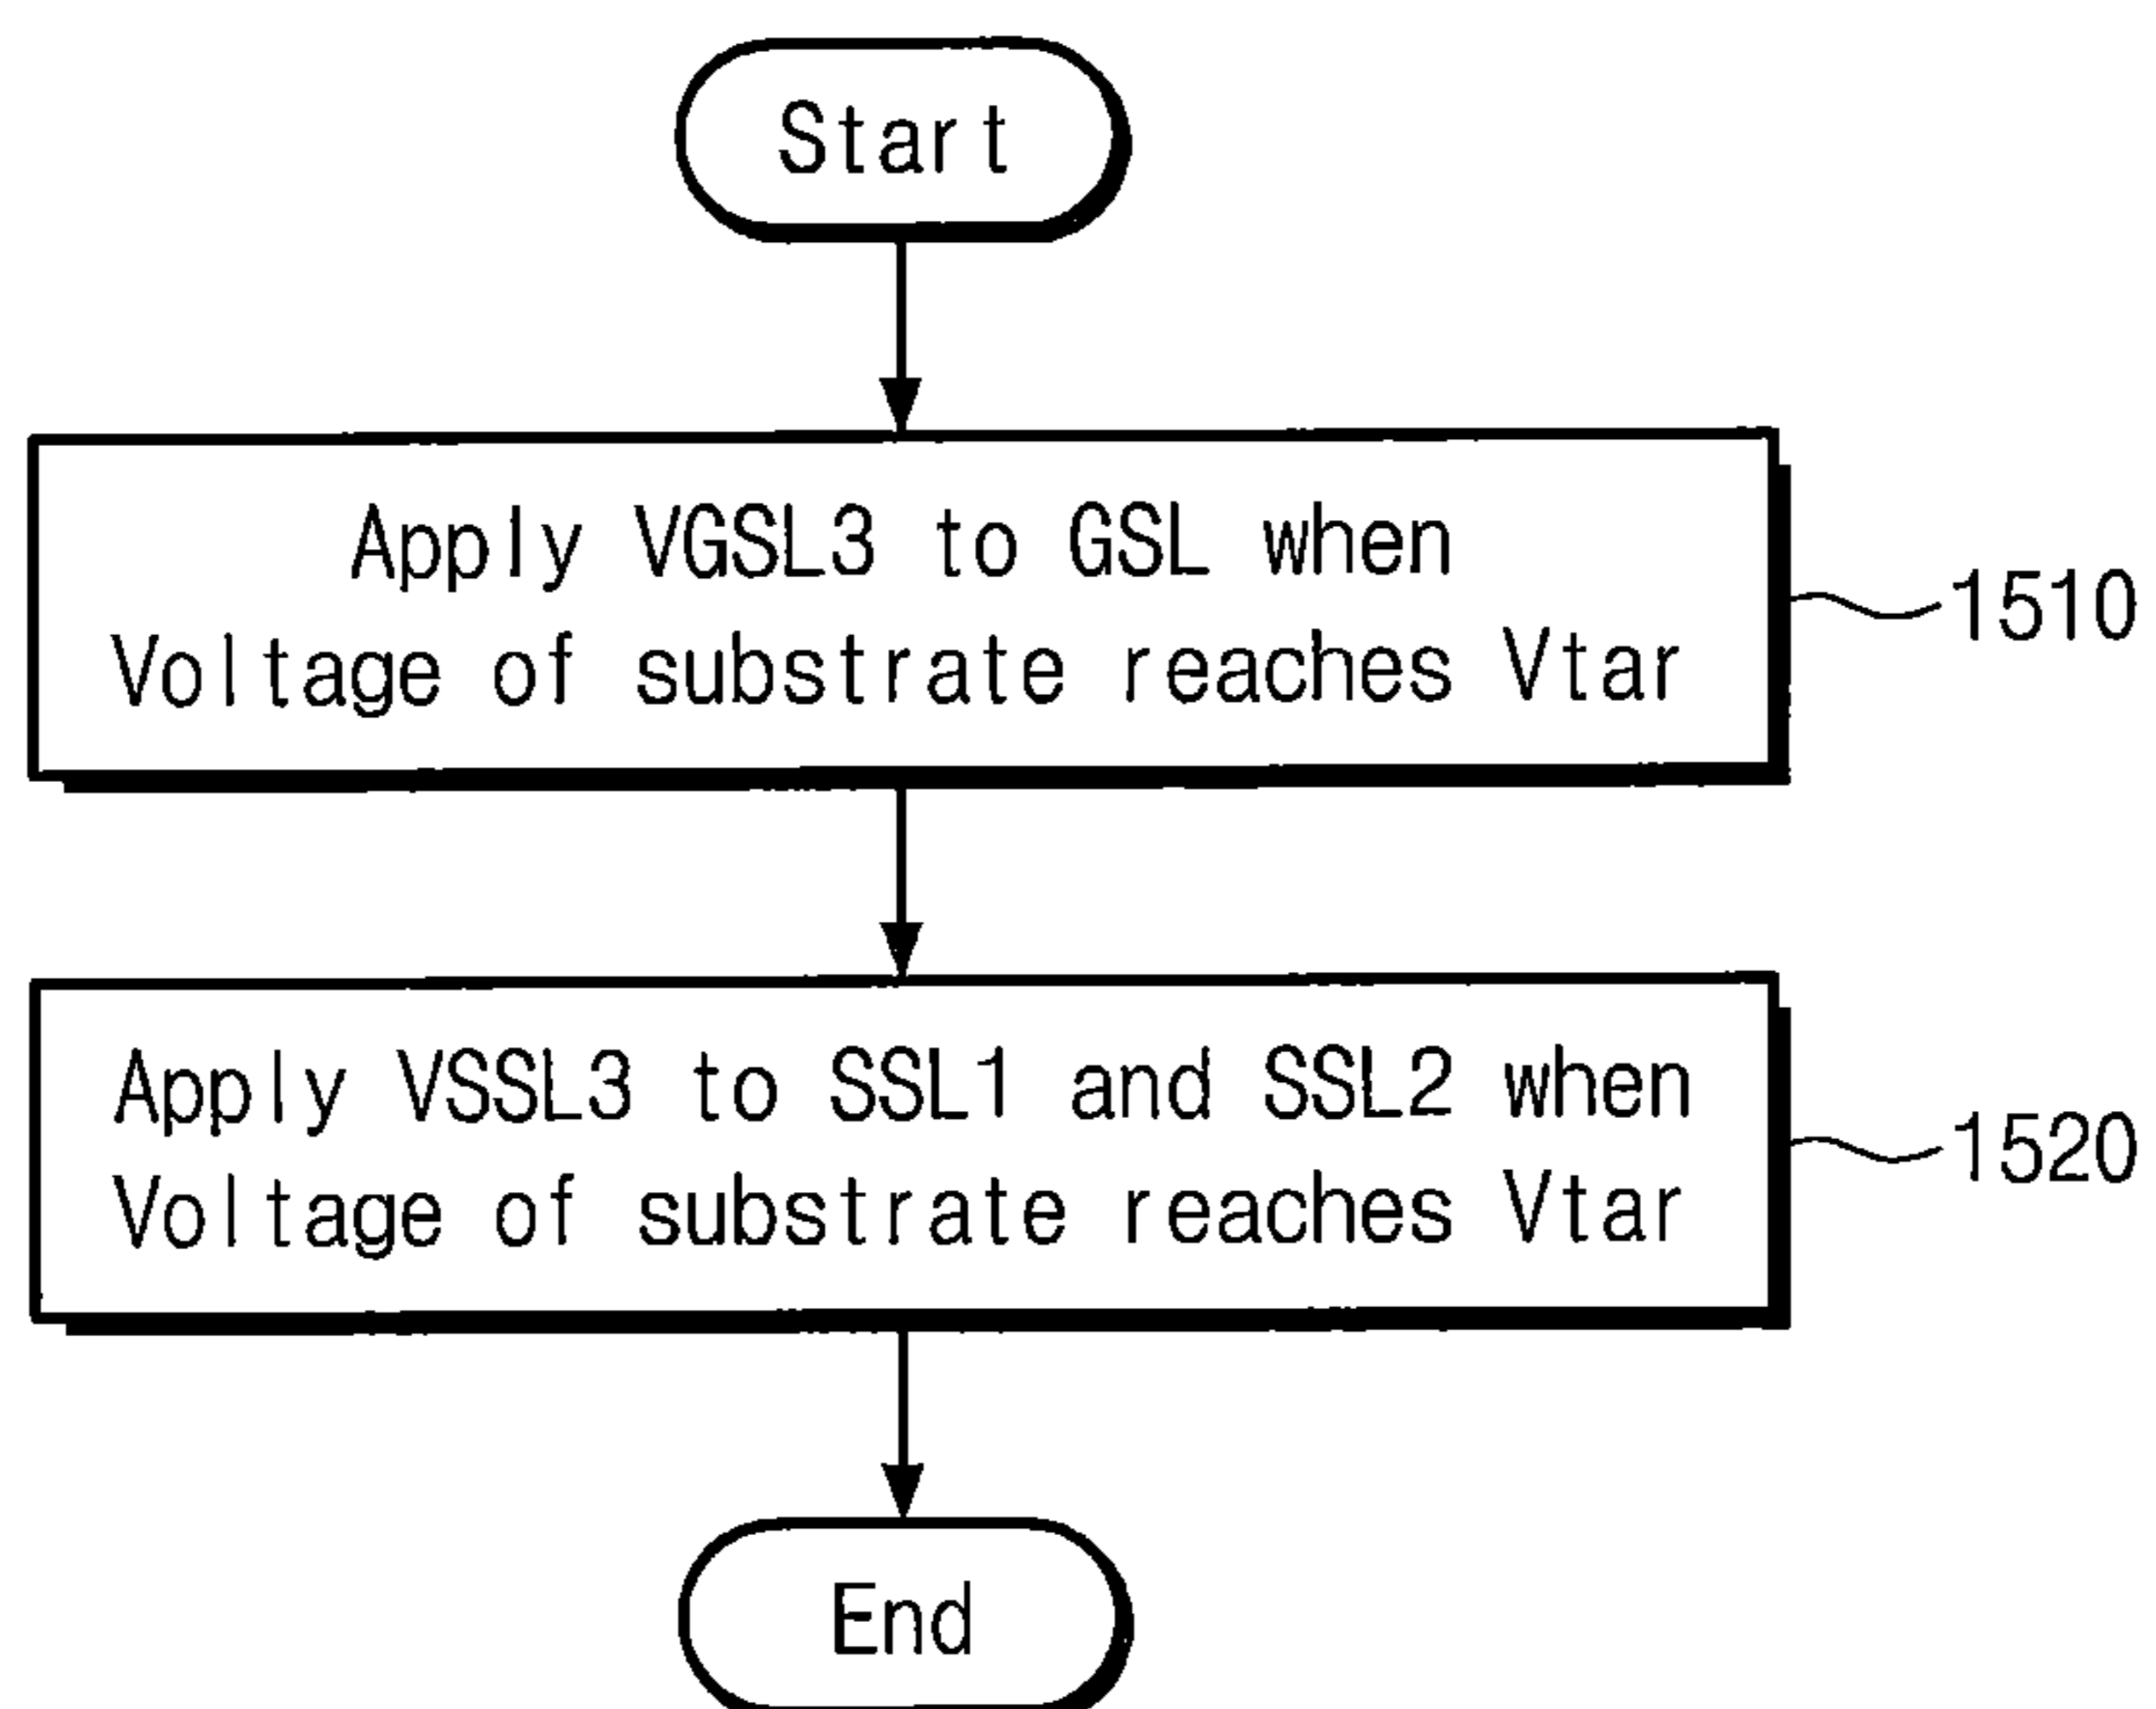 Start
Apply VGSL3 to GSL when
Voltage of substrate reaches Vtar
1510
Apply VSSL3 to SSL1 and SSL2 when
Voltage of substrate reaches Vtar
1520
End